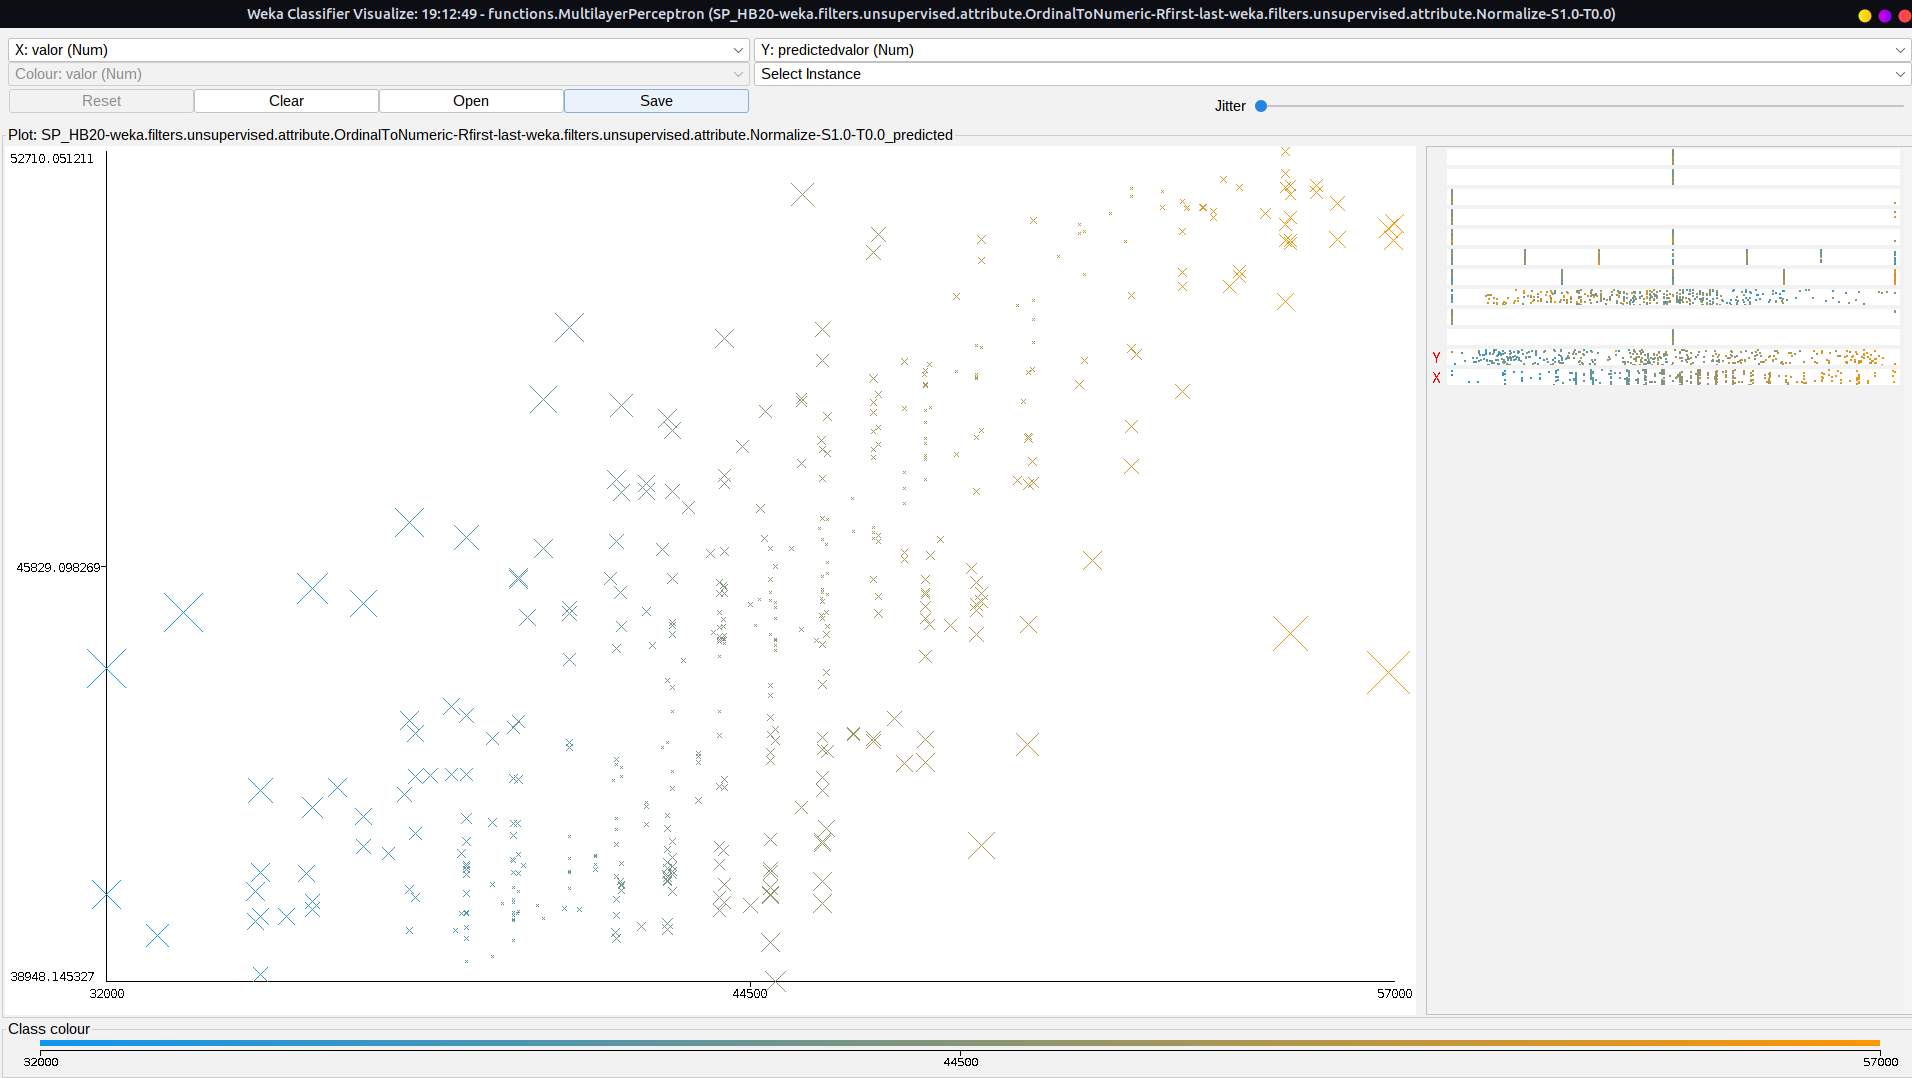 Weka Classifier Visualize: 19:12:49 - functions.MultilayerPerceptron (SP_HB20-weka.filters.unsupervised.attribute.OrdinalToNumeric-Rfirst-last-weka.filters.unsupervised.attribute.Normalize-S1.0-T0.0)
X: valor (Num)
Y: predictedvalor (Num)
Colour: valor (Num)
Select Instance
Reset
Clear
Open
Save
Jitter
Plot: SP_HB20-weka.filters.unsupervised.attribute.OrdinalToNumeric-Rfirst-last-weka.filters.unsupervised.attribute.Normalize-S1.0-T0.0_predicted
52710.051211
45829.098269
38948.145327
32000
44500
57000
Y
X
Class colour
32000
44500
57000